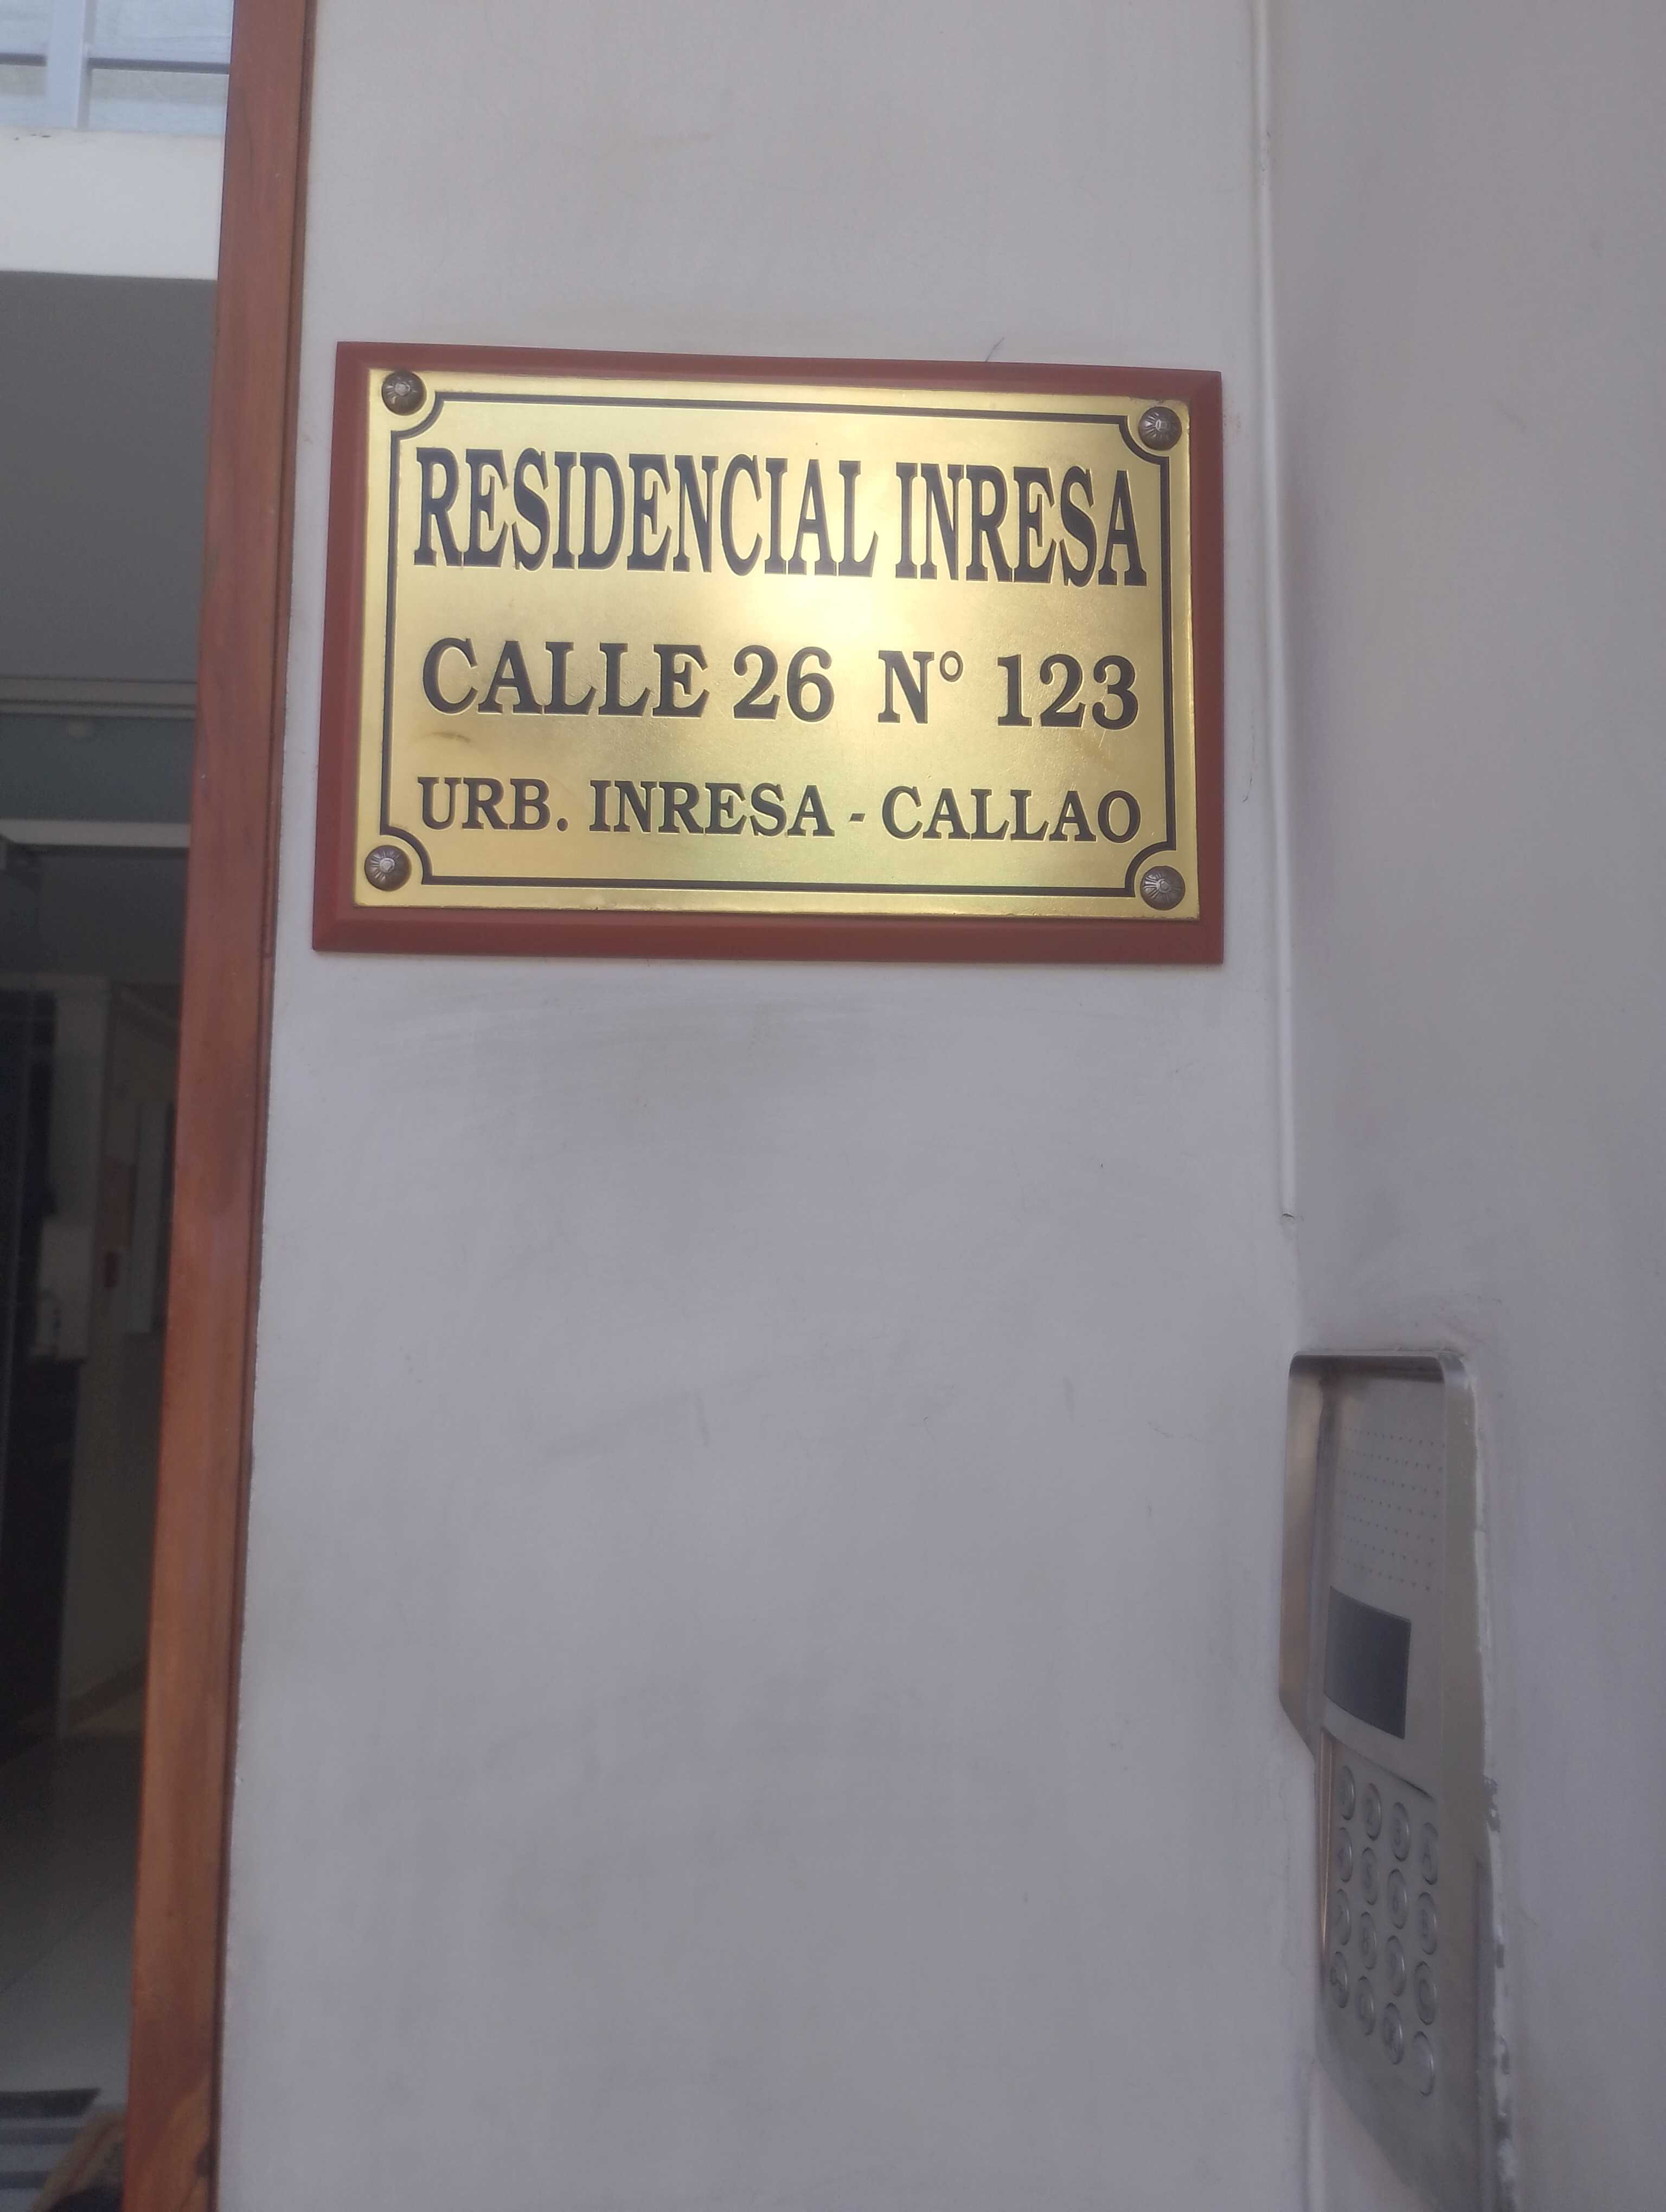 RESIDENCIAL INRESA
CALLE 26 N° 123
URB. INRESA - CALLAO